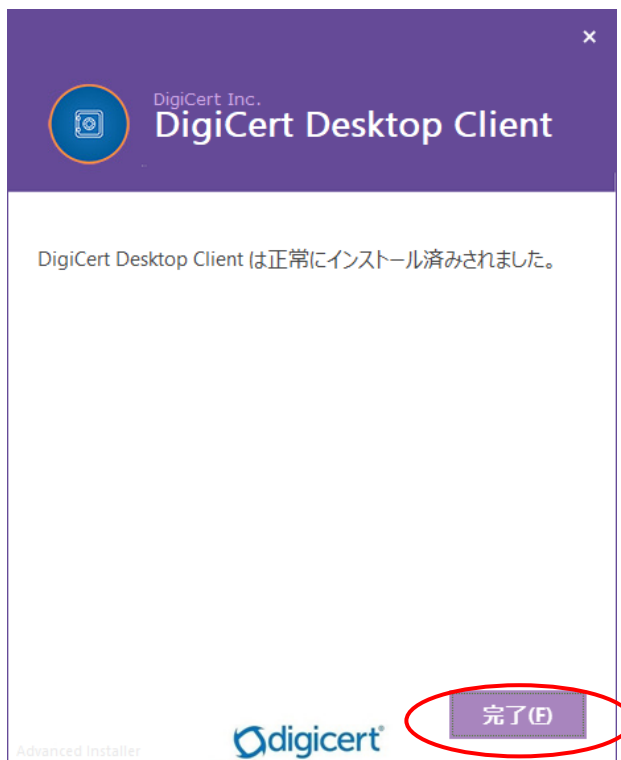 ×
DigiCert Inc.
DigiCert Desktop Client
DigiCert Desktop Client は正常にインストール済みされました。
完了(F)
digicert®
Advanced Installer